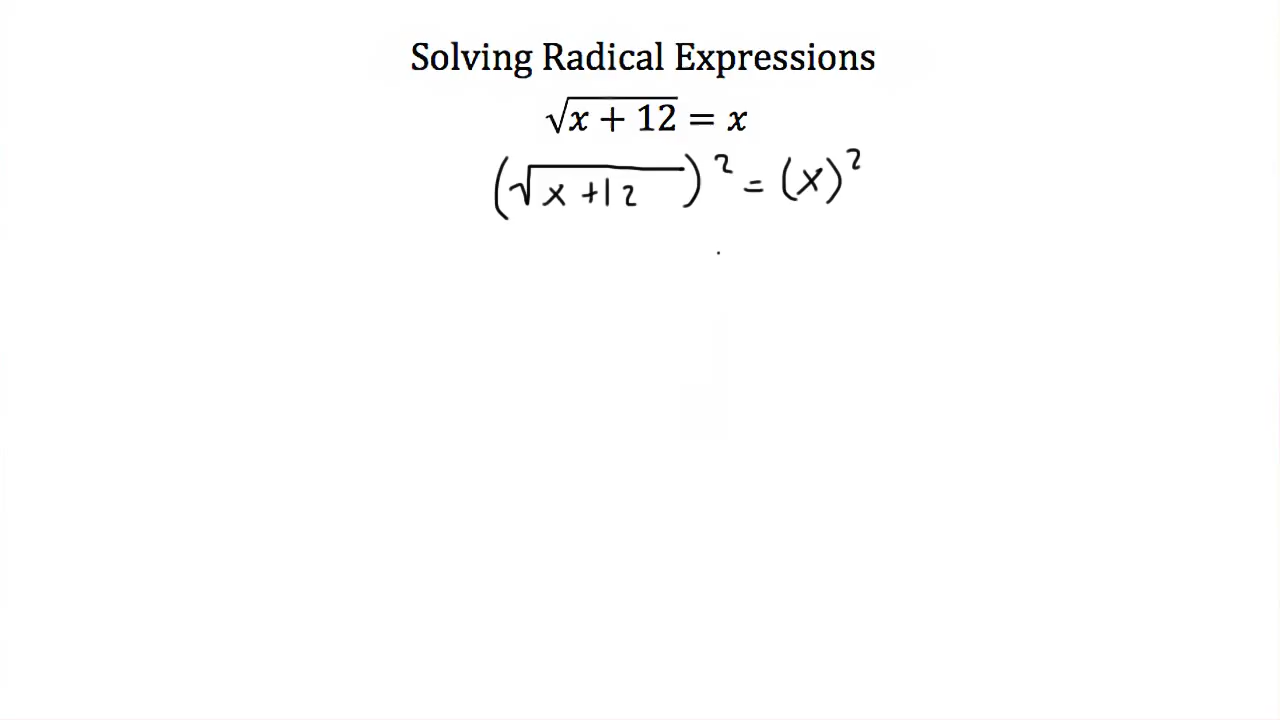 Solving Radical Expressions
√x + 12 = x
(√x + 12)² = (x)²